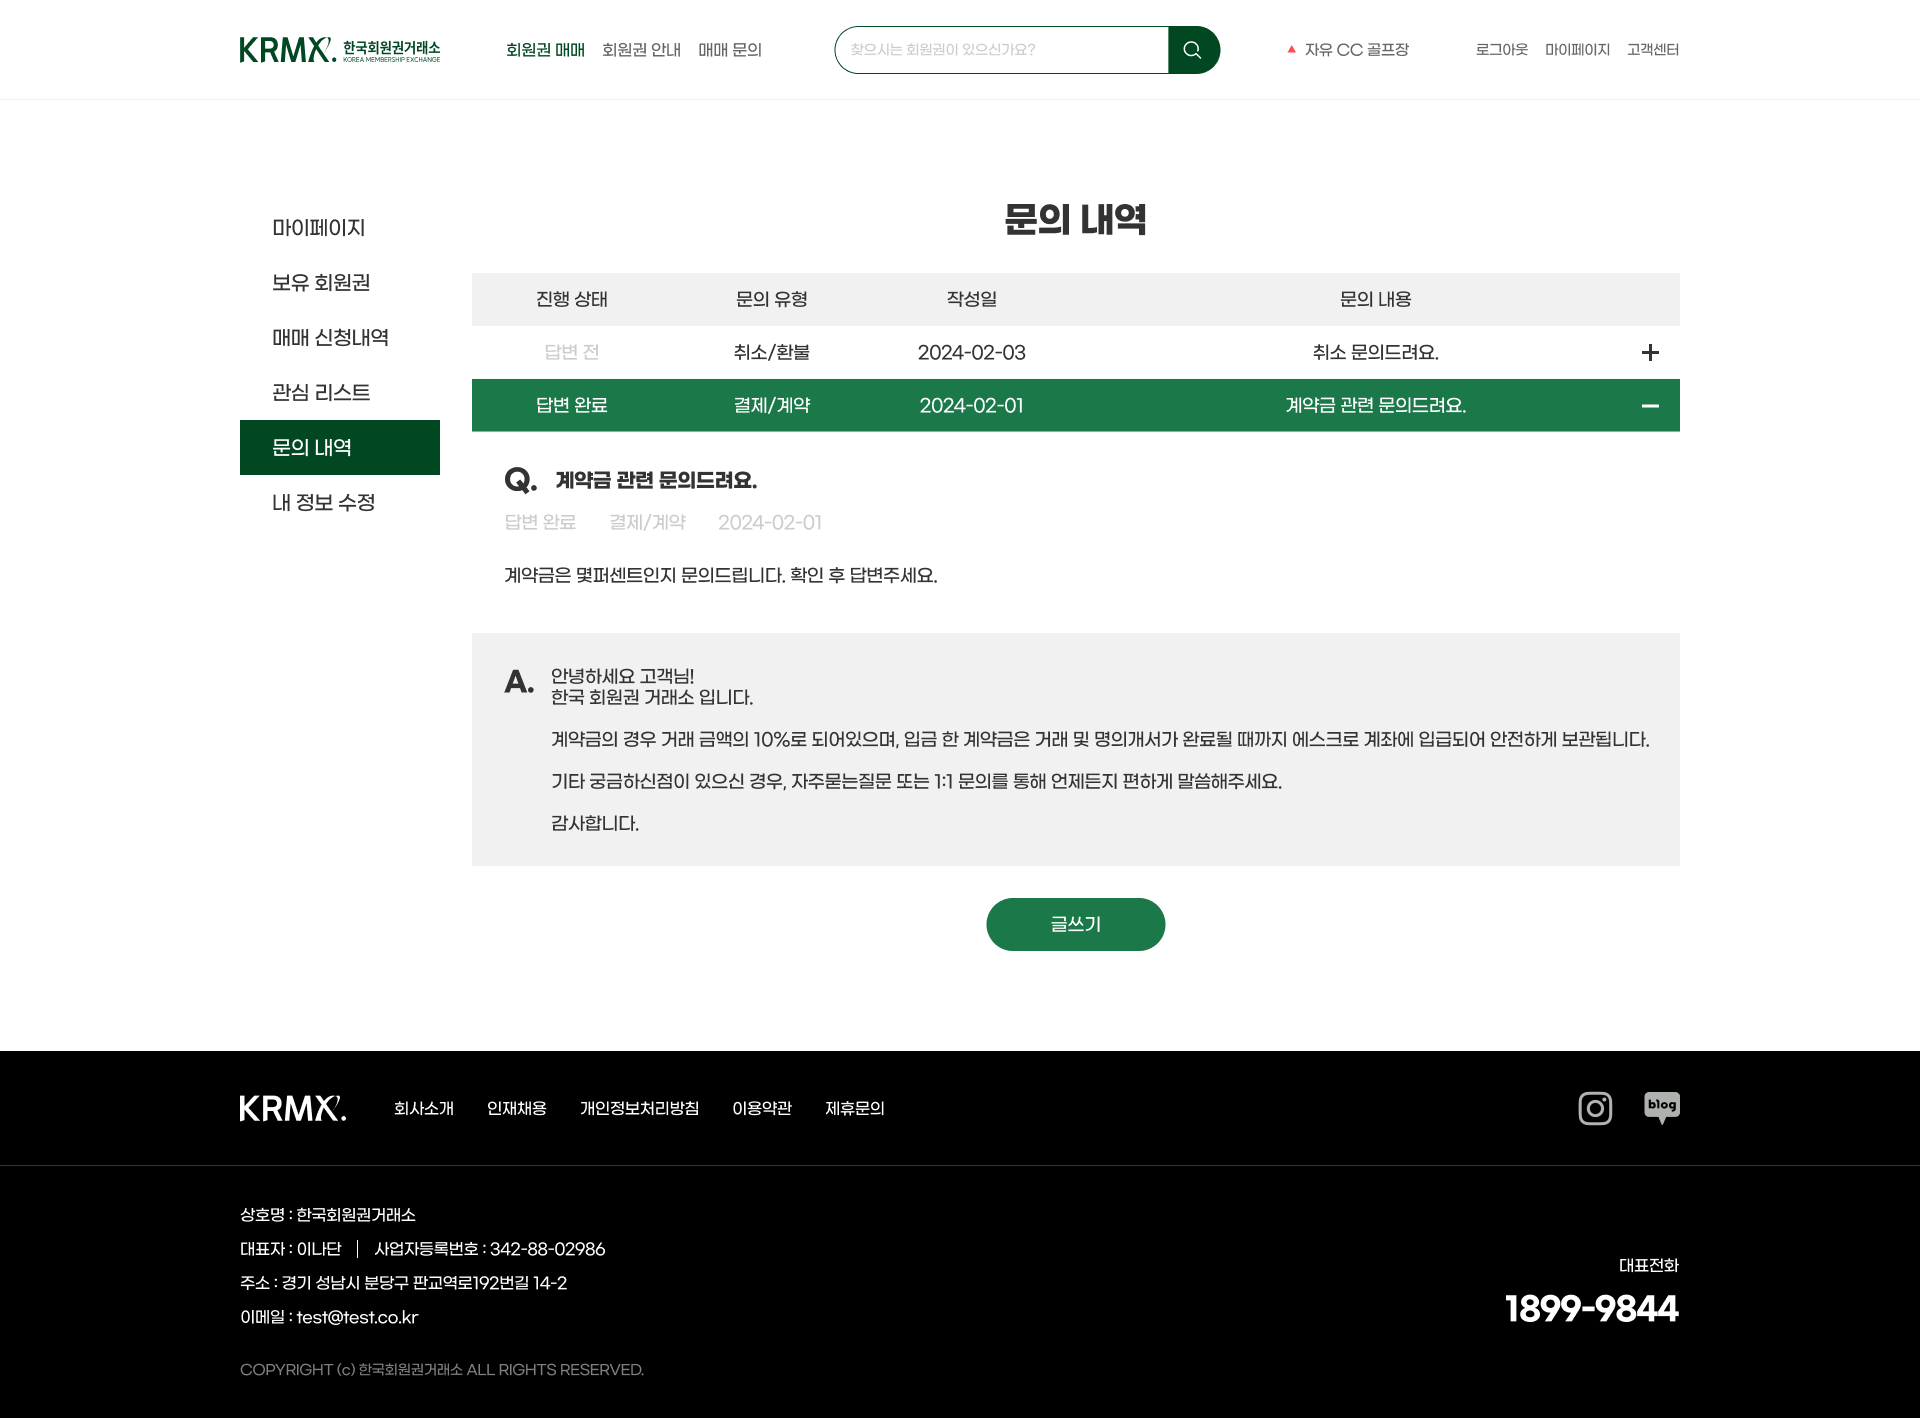 KRMX. 한국회원권거래소
KOREA MEMBERSHIP EXCHANGE
회원권 매매 회원권 안내 매매 문의
찾으시는 회원권이 있으신가요?
자유 CC 골프장
로그아웃 마이페이지 고객센터
마이페이지
보유 회원권
매매 신청내역
관심 리스트
문의 내역
내 정보 수정
문의 내역
진행 상태 문의 유형 작성일 문의 내용
답변 전 취소/환불 2024-02-03 취소 문의드려요.
답변 완료 결제/계약 2024-02-01 계약금 관련 문의드려요.
Q. 계약금 관련 문의드려요.
답변 완료 결제/계약 2024-02-01
계약금은 몇퍼센트인지 문의드립니다. 확인 후 답변주세요.
A. 안녕하세요 고객님!
한국 회원권 거래소 입니다.
계약금의 경우 거래 금액의 10%로 되어있으며, 입금 한 계약금은 거래 및 명의개서가 완료될 때까지 에스크로 계좌에 입급되어 안전하게 보관됩니다.
기타 궁금하신점이 있으신 경우, 자주묻는질문 또는 1:1 문의를 통해 언제든지 편하게 말씀해주세요.
감사합니다.
글쓰기
KRMX. 회사소개 인재채용 개인정보처리방침 이용약관 제휴문의
blog
상호명 : 한국회원권거래소
대표자 : 이나단 사업자등록번호 : 342-88-02986
주소 : 경기 성남시 분당구 판교역로192번길 14-2
이메일 : test@test.co.kr
대표전화
1899-9844
COPYRIGHT (c) 한국회원권거래소 ALL RIGHTS RESERVED.